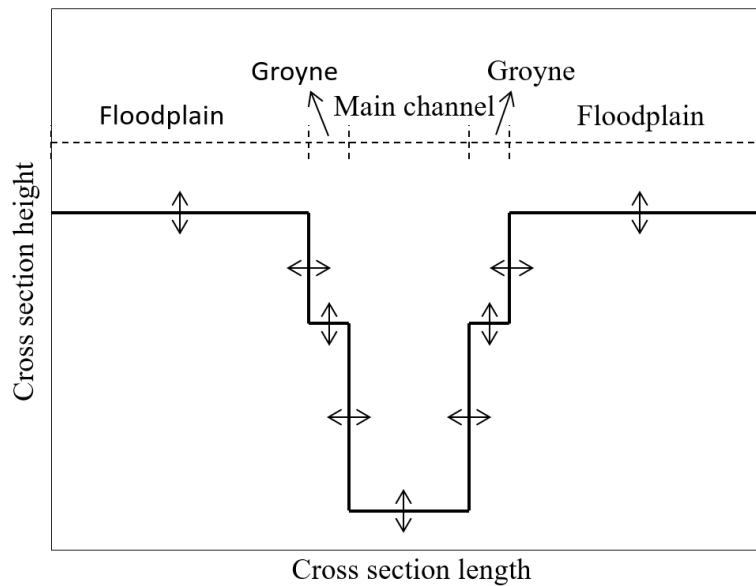 Groyne
Groyne
Main channel
Floodplain
Floodplain
Cross section height
Cross section length